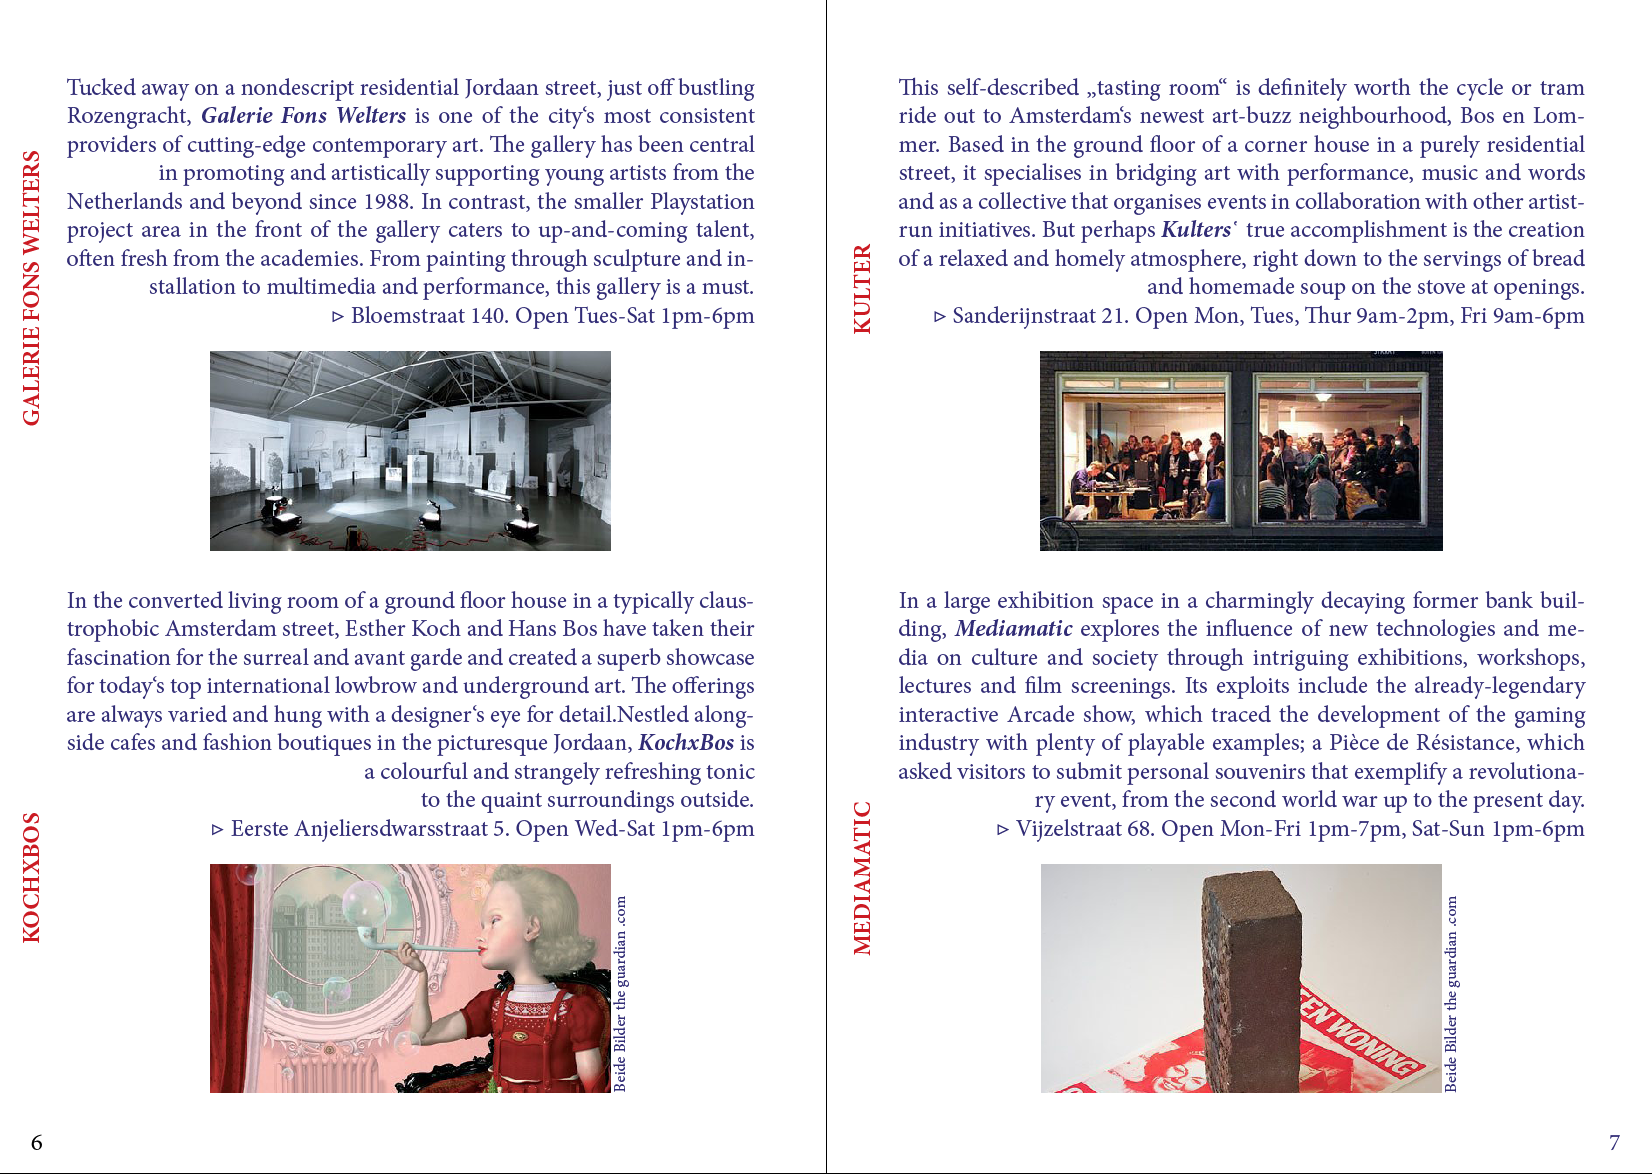 GALERIE FONS WELTERS
Tucked away on a nondescript residential Jordaan street, just off bustling
Rozengracht, Galerie Fons Welters is one of the city‘s most consistent
providers of cutting-edge contemporary art. The gallery has been central
in promoting and artistically supporting young artists from the
Netherlands and beyond since 1988. In contrast, the smaller Playstation
project area in the front of the gallery caters to up-and-coming talent,
often fresh from the academies. From painting through sculpture and in-
stallation to multimedia and performance, this gallery is a must.
▷ Bloemstraat 140. Open Tues-Sat 1pm-6pm
KOCHXBOS
In the converted living room of a ground floor house in a typically claus-
trophobic Amsterdam street, Esther Koch and Hans Bos have taken their
fascination for the surreal and avant garde and created a superb showcase
for today‘s top international lowbrow and underground art. The offerings
are always varied and hung with a designer‘s eye for detail.Nestled along-
side cafes and fashion boutiques in the picturesque Jordaan, KochxBos is
a colourful and strangely refreshing tonic
to the quaint surroundings outside.
▷ Eerste Anjeliersdwarsstraat 5. Open Wed-Sat 1pm-6pm
Beide Bilder the guardian .com
6
KULTER
This self-described „tasting room“ is definitely worth the cycle or tram
ride out to Amsterdam‘s newest art-buzz neighbourhood, Bos en Lom-
mer. Based in the ground floor of a corner house in a purely residential
street, it specialises in bridging art with performance, music and words
and as a collective that organises events in collaboration with other artist-
run initiatives. But perhaps Kulters‘ true accomplishment is the creation
of a relaxed and homely atmosphere, right down to the servings of bread
and homemade soup on the stove at openings.
▷ Sanderijnstraat 21. Open Mon, Tues, Thur 9am-2pm, Fri 9am-6pm
MEDIAMATIC
In a large exhibition space in a charmingly decaying former bank buil-
ding, Mediamatic explores the influence of new technologies and me-
dia on culture and society through intriguing exhibitions, workshops,
lectures and film screenings. Its exploits include the already-legendary
interactive Arcade show, which traced the development of the gaming
industry with plenty of playable examples; a Pièce de Résistance, which
asked visitors to submit personal souvenirs that exemplify a revolutiona-
ry event, from the second world war up to the present day.
▷ Vijzelstraat 68. Open Mon-Fri 1pm-7pm, Sat-Sun 1pm-6pm
EEN WONING
Beide Bilder the guardian .com
7